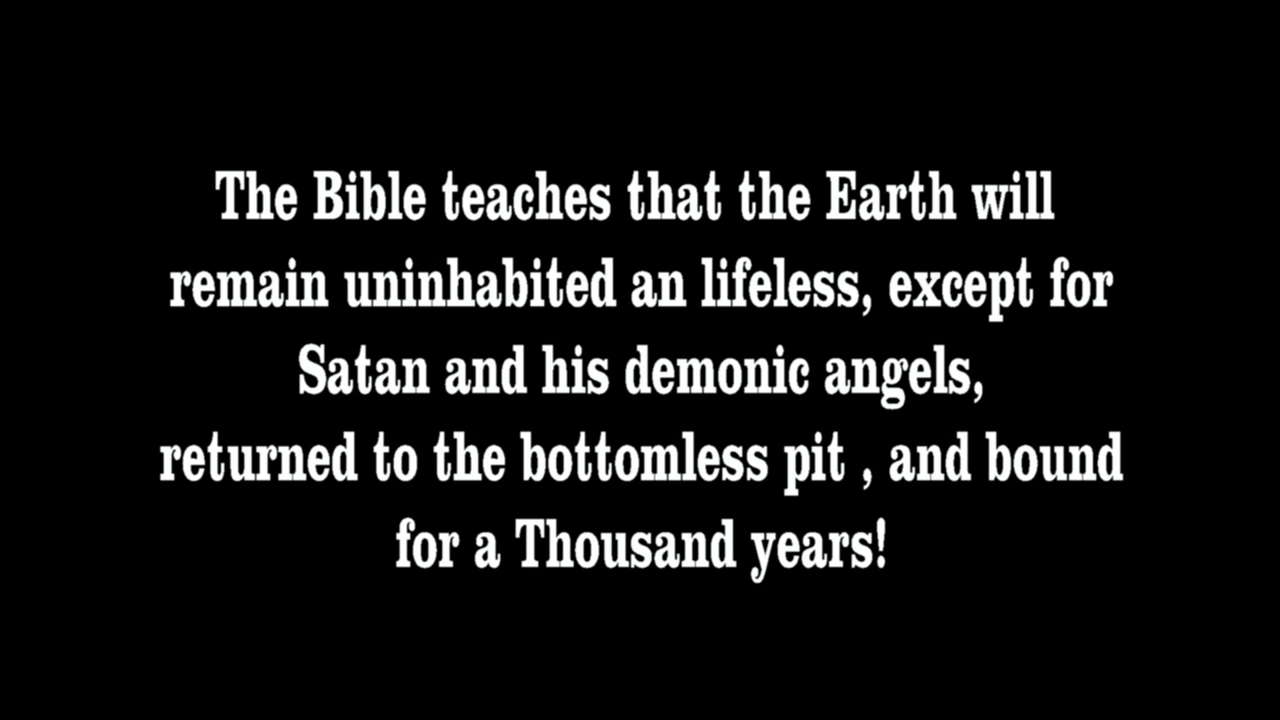 The Bible teaches that the Earth will
remain uninhabited an lifeless, except for
Satan and his demonic angels,
returned to the bottomless pit , and bound
for a Thousand years!